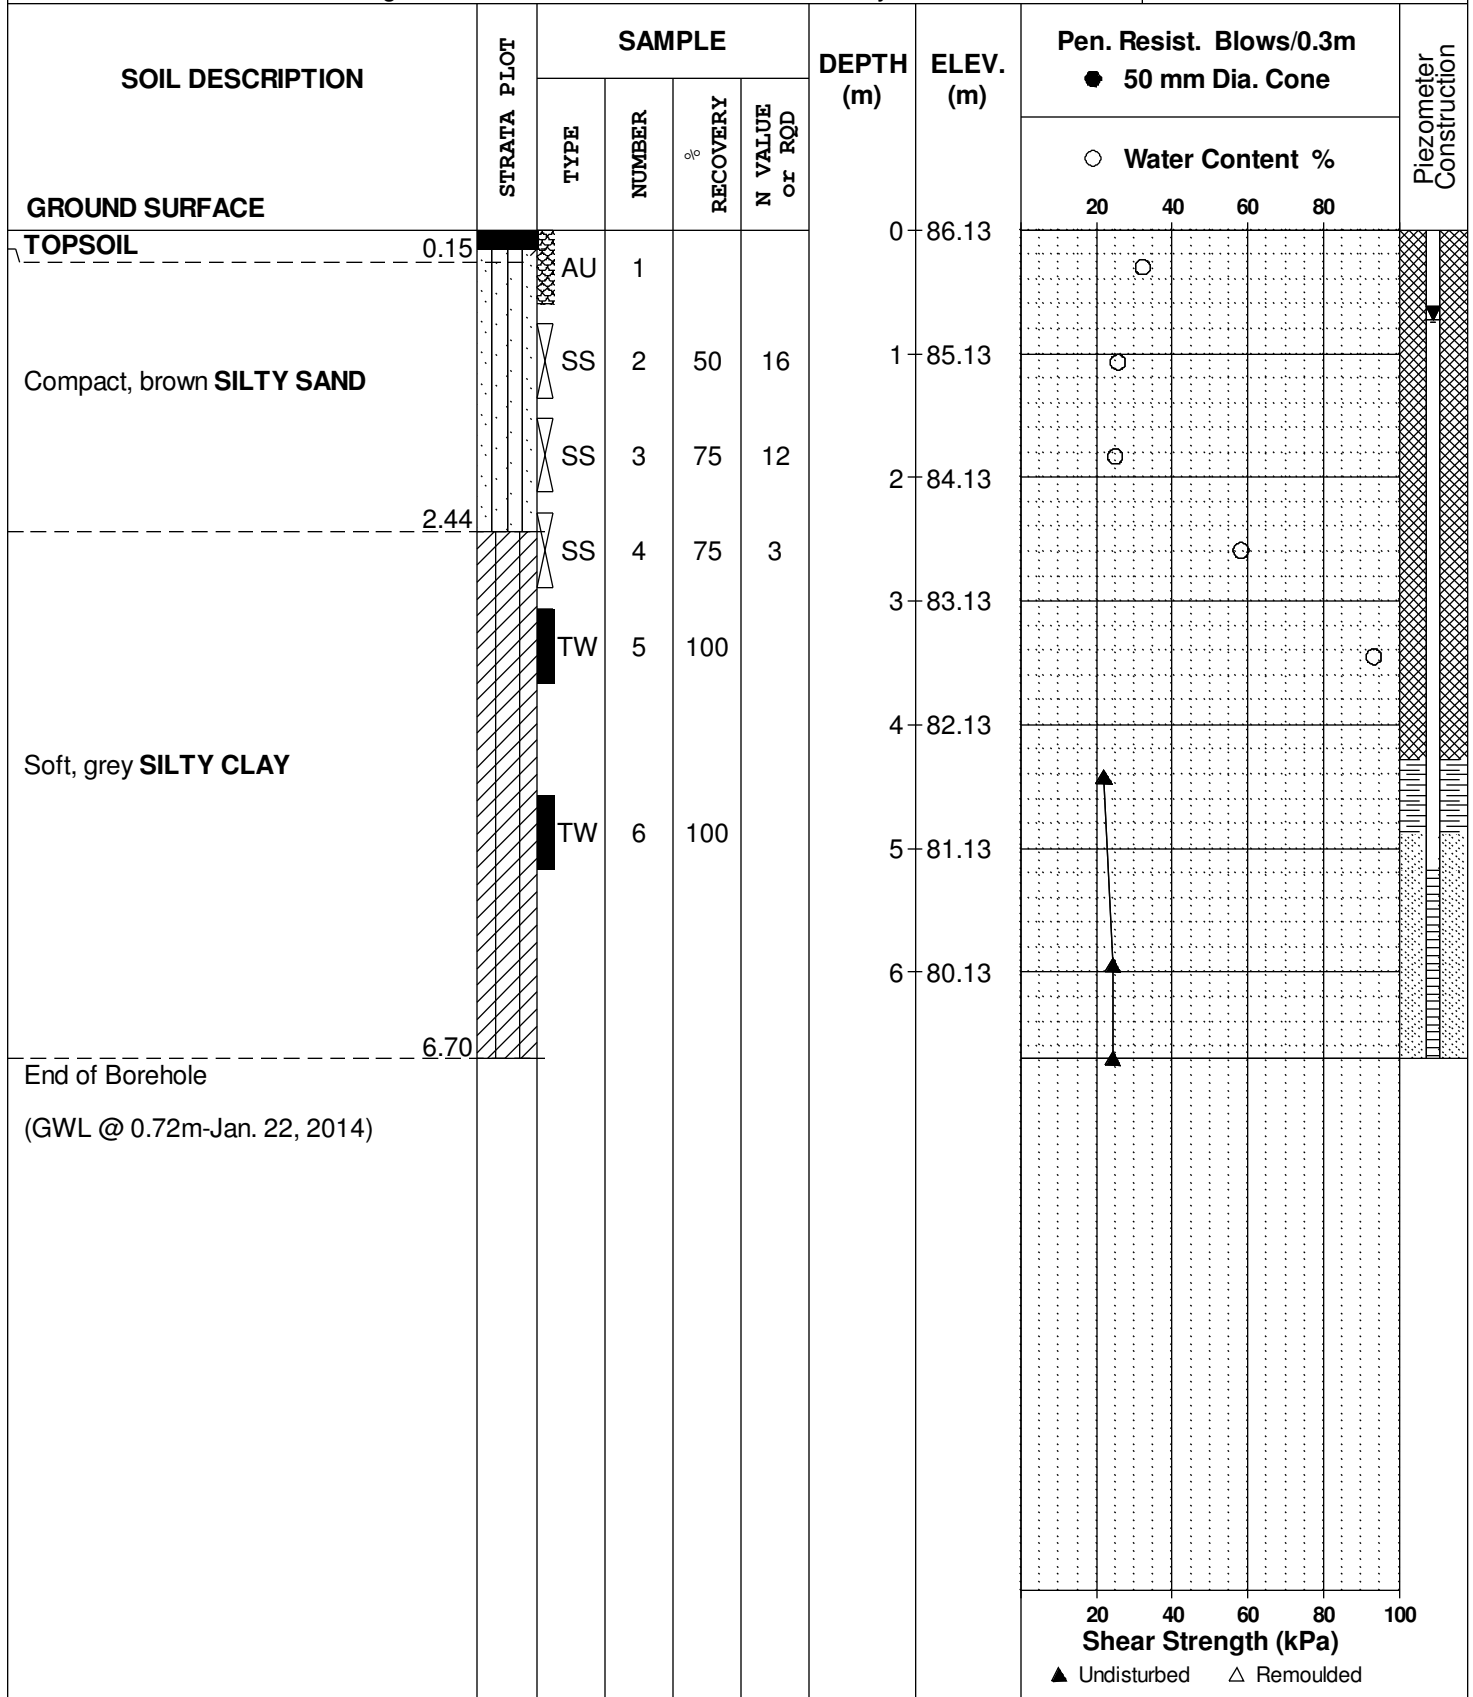 SOIL DESCRIPTION
GROUND SURFACE
STRATA PLOT
SAMPLE
TYPE
NUMBER
% RECOVERY
N VALUE
or RQD
DEPTH
(m)
ELEV.
(m)
Pen. Resist. Blows/0.3m
● 50 mm Dia. Cone
○ Water Content %
20 40 60 80
Piezometer
Construction
0 86.13
TOPSOIL 0.15
AU 1
Compact, brown SILTY SAND
SS 2 50 16
1 85.13
SS 3 75 12
2 84.13
2.44
SS 4 75 3
3 83.13
TW 5 100
4 82.13
Soft, grey SILTY CLAY
TW 6 100
5 81.13
6 80.13
6.70
End of Borehole
(GWL @ 0.72m-Jan. 22, 2014)
20 40 60 80 100
Shear Strength (kPa)
▲ Undisturbed △ Remoulded